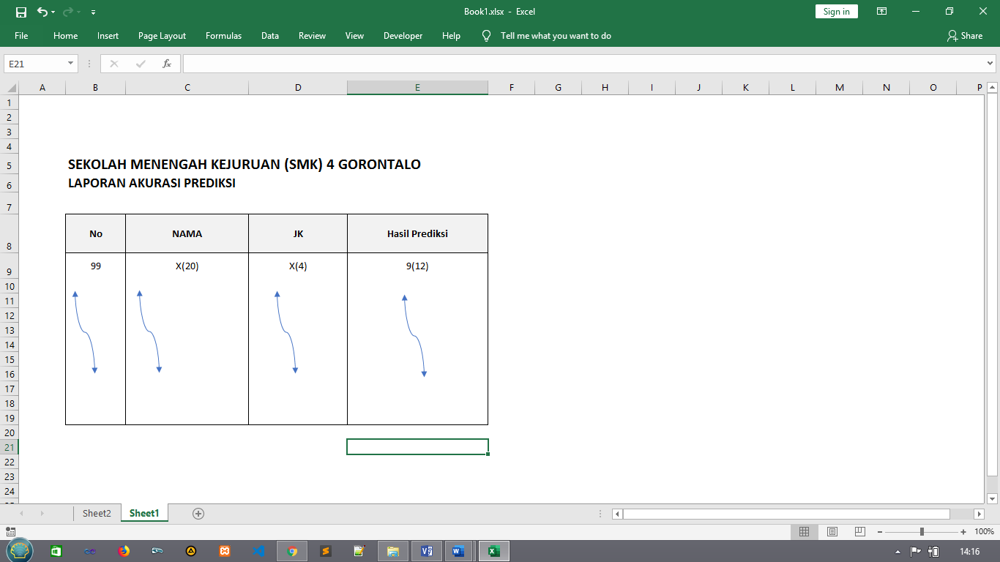 Book1.xlsx - Excel
Sign in
File Home Insert Page Layout Formulas Data Review View Developer Help Tell me what you want to do Share
E21 fx
A B C D E F G H I J K L M N O P
1
2
3
4
5 SEKOLAH MENENGAH KEJURUAN (SMK) 4 GORONTALO
6 LAPORAN AKURASI PREDIKSI
7
8 No NAMA JK Hasil Prediksi
9 99 X(20) X(4) 9(12)
10
11
12
13
14
15
16
17
18
19
20
21
22
23
24
Sheet2 Sheet1
100%
14:16